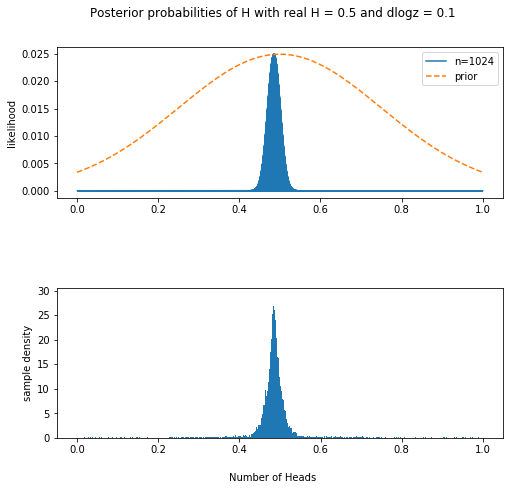 Posterior probabilities of H with real H = 0.5 and dlogz = 0.1
0.025
0.020
0.015
0.010
0.005
0.000
likelihood
n=1024
prior
0.0 0.2 0.4 0.6 0.8 1.0
30
25
20
15
10
5
0
sample density
0.0 0.2 0.4 0.6 0.8 1.0
Number of Heads